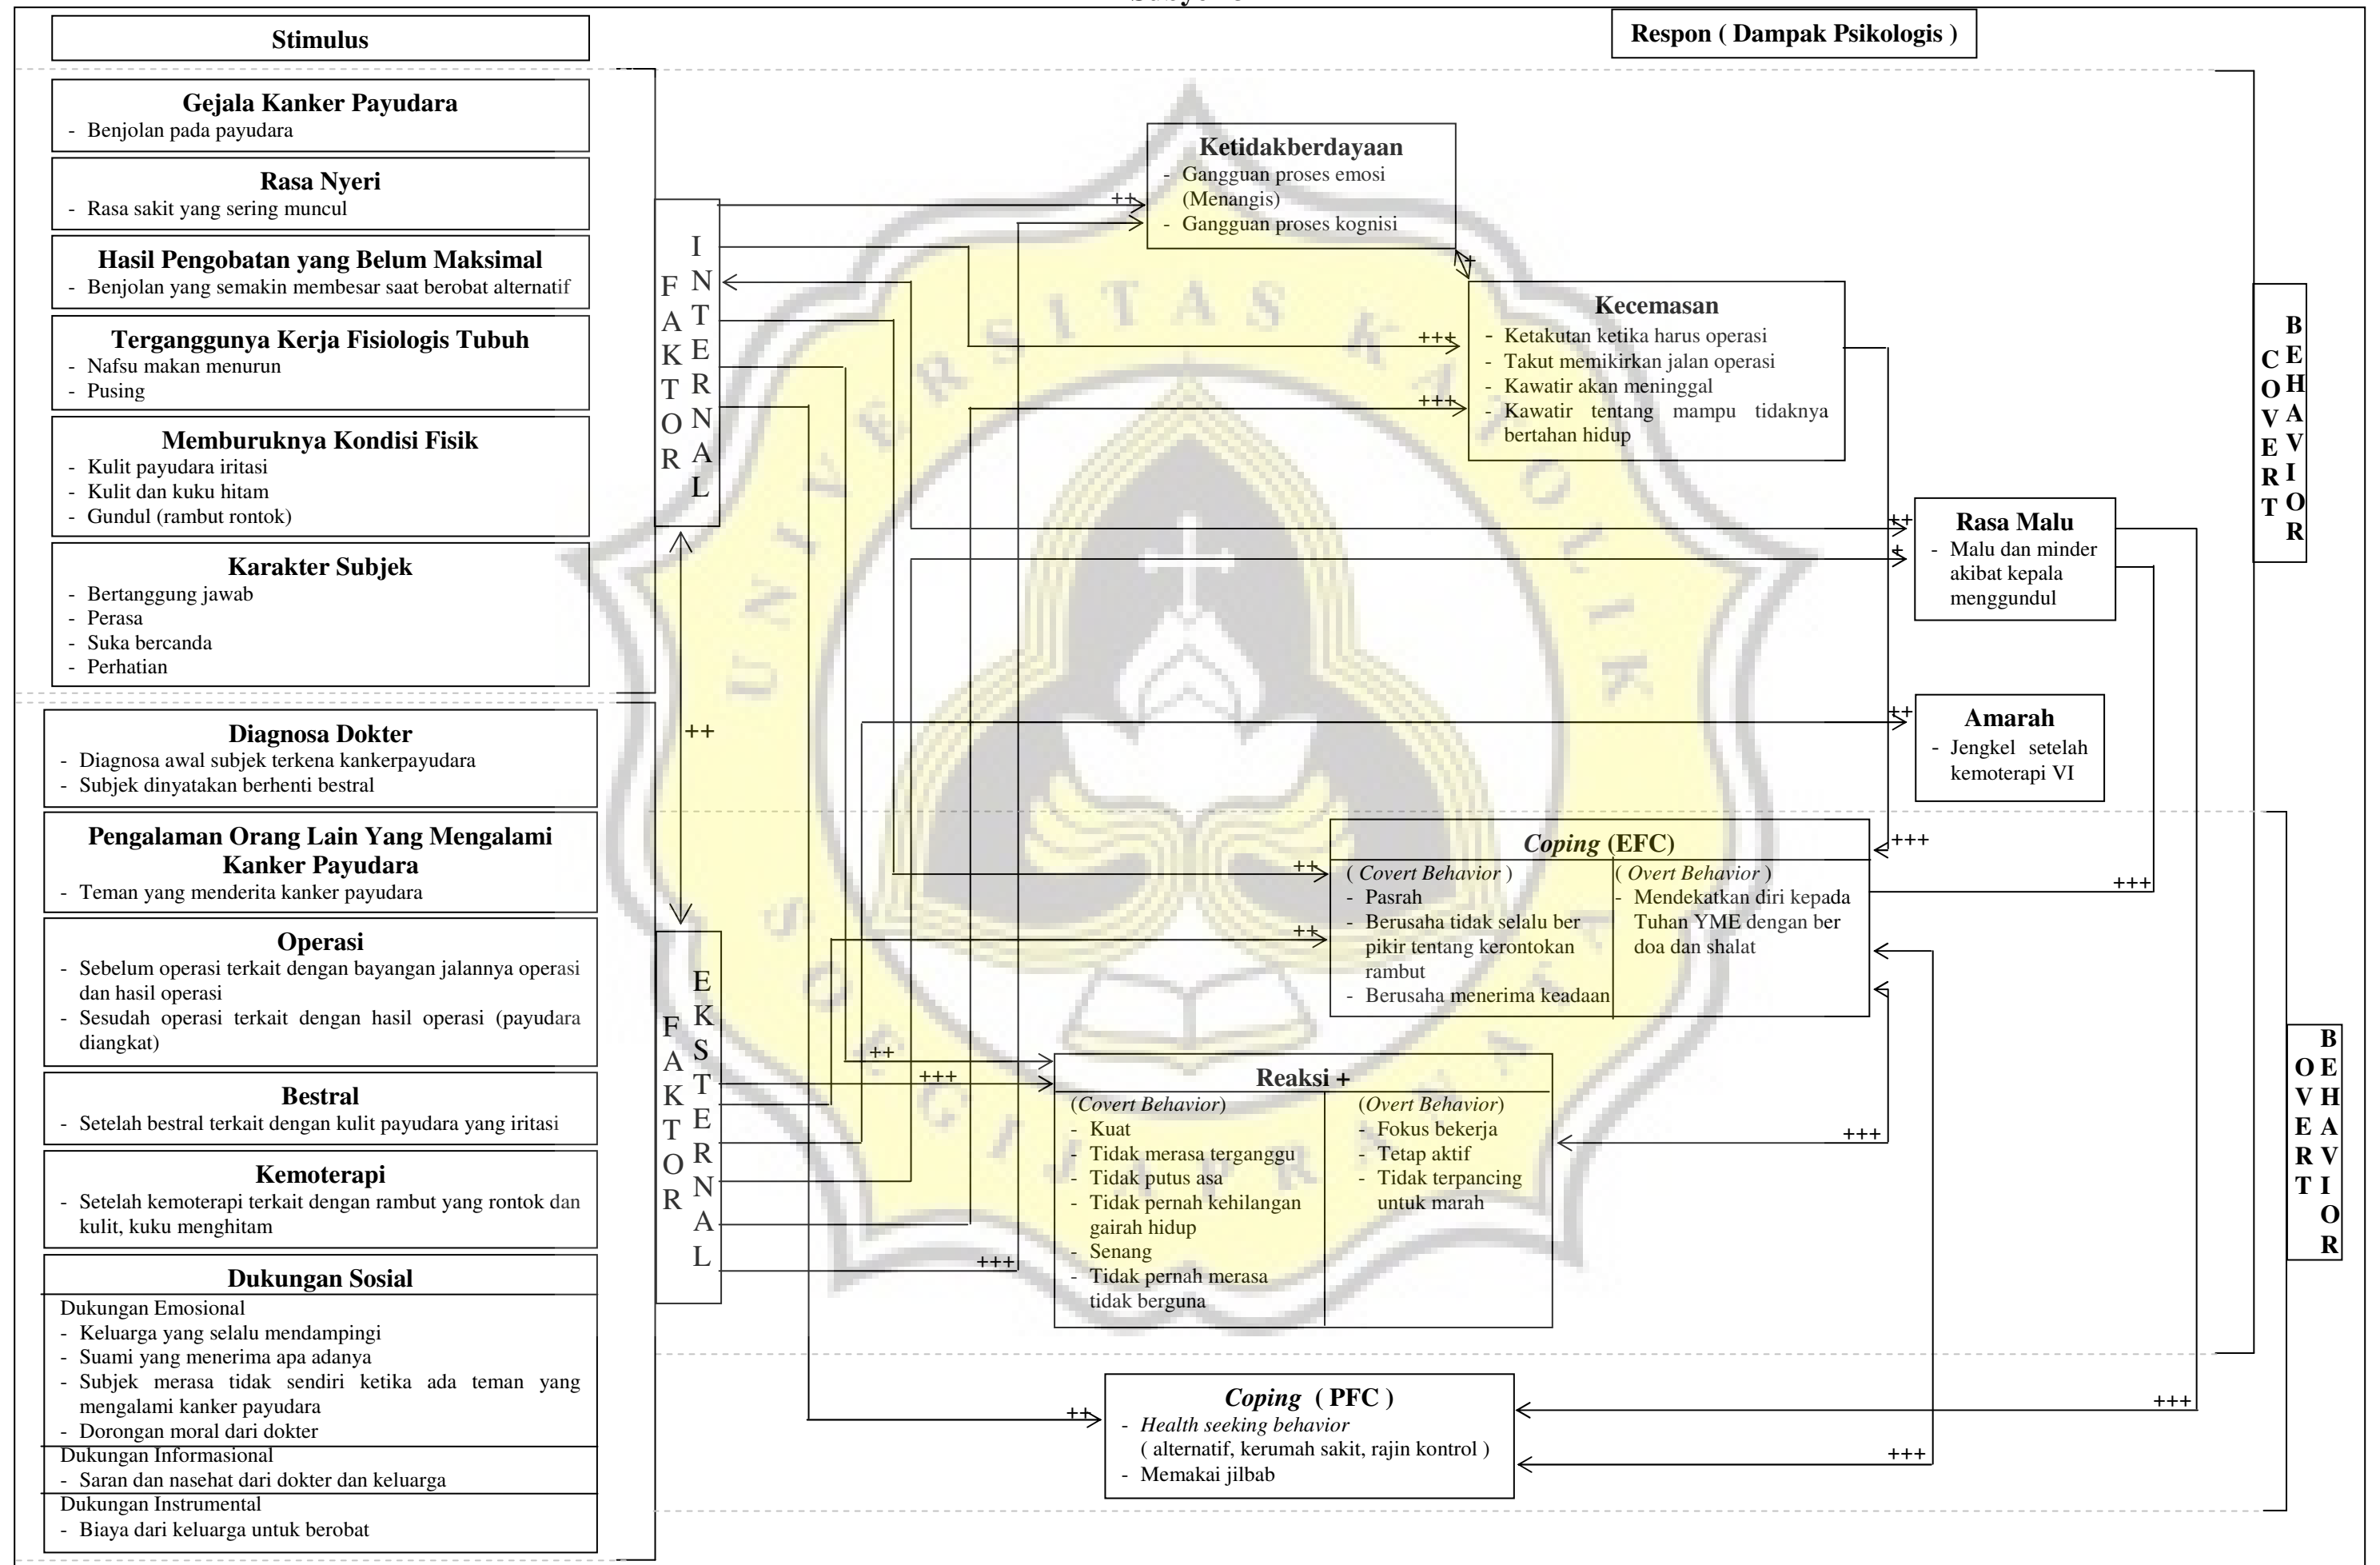 Stimulus
Respon ( Dampak Psikologis )
Gejala Kanker Payudara
- Benjolan pada payudara
Rasa Nyeri
- Rasa sakit yang sering muncul
Hasil Pengobatan yang Belum Maksimal
- Benjolan yang semakin membesar saat berobat alternatif
Terganggunya Kerja Fisiologis Tubuh
- Nafsu makan menurun
- Pusing
Memburuknya Kondisi Fisik
- Kulit payudara iritasi
- Kulit dan kuku hitam
- Gundul (rambut rontok)
Karakter Subjek
- Bertanggung jawab
- Perasa
- Suka bercanda
- Perhatian
Diagnosa Dokter
- Diagnosa awal subjek terkena kankerpayudara
- Subjek dinyatakan berhenti bestral
Pengalaman Orang Lain Yang Mengalami
Kanker Payudara
- Teman yang menderita kanker payudara
Operasi
- Sebelum operasi terkait dengan bayangan jalannya operasi
dan hasil operasi
- Sesudah operasi terkait dengan hasil operasi (payudara
diangkat)
Bestral
- Setelah bestral terkait dengan kulit payudara yang iritasi
Kemoterapi
- Setelah kemoterapi terkait dengan rambut yang rontok dan
kulit, kuku menghitam
Dukungan Sosial
Dukungan Emosional
- Keluarga yang selalu mendampingi
- Suami yang menerima apa adanya
- Subjek merasa tidak sendiri ketika ada teman yang
mengalami kanker payudara
- Dorongan moral dari dokter
Dukungan Informasional
- Saran dan nasehat dari dokter dan keluarga
Dukungan Instrumental
- Biaya dari keluarga untuk berobat
FAKTOR
INTERNAL
++
FAKTOR
EKSTERNAL
++
Ketidakberdayaan
- Gangguan proses emosi
(Menangis)
- Gangguan proses kognisi
+
+++
+++
Kecemasan
- Ketakutan ketika harus operasi
- Takut memikirkan jalan operasi
- Kawatir akan meninggal
- Kawatir tentang mampu tidaknya
bertahan hidup
++
+
Rasa Malu
- Malu dan minder
akibat kepala
menggundul
++
Amarah
- Jengkel setelah
kemoterapi VI
+++
+++
++
++
Coping (EFC)
( Covert Behavior )
- Pasrah
- Berusaha tidak selalu ber
pikir tentang kerontokan
rambut
- Berusaha menerima keadaan
( Overt Behavior )
- Mendekatkan diri kepada
Tuhan YME dengan ber
doa dan shalat
++
+++
+++
+++
Reaksi +
(Covert Behavior)
- Kuat
- Tidak merasa terganggu
- Tidak putus asa
- Tidak pernah kehilangan
gairah hidup
- Senang
- Tidak pernah merasa
tidak berguna
(Overt Behavior)
- Fokus bekerja
- Tetap aktif
- Tidak terpancing
untuk marah
++
+++
+++
Coping ( PFC )
- Health seeking behavior
( alternatif, kerumah sakit, rajin kontrol )
- Memakai jilbab
COVERT
BEHAVIOR
OVERT
BEHAVIOR
UNIVERSITAS KATOLIK
SOEGIJAPRANATA